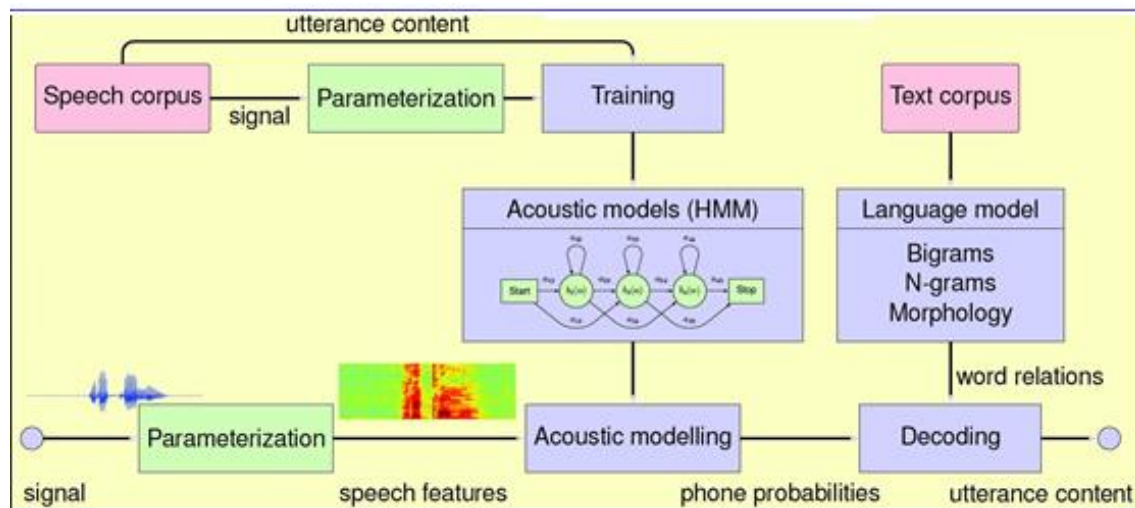 utterance content
Speech corpus
signal
Parameterization
Training
Text corpus
Acoustic models (HMM)
Start
Stop
Language model
Bigrams
N-grams
Morphology
word relations
Parameterization
Acoustic modelling
Decoding
signal
speech features
phone probabilities
utterance content